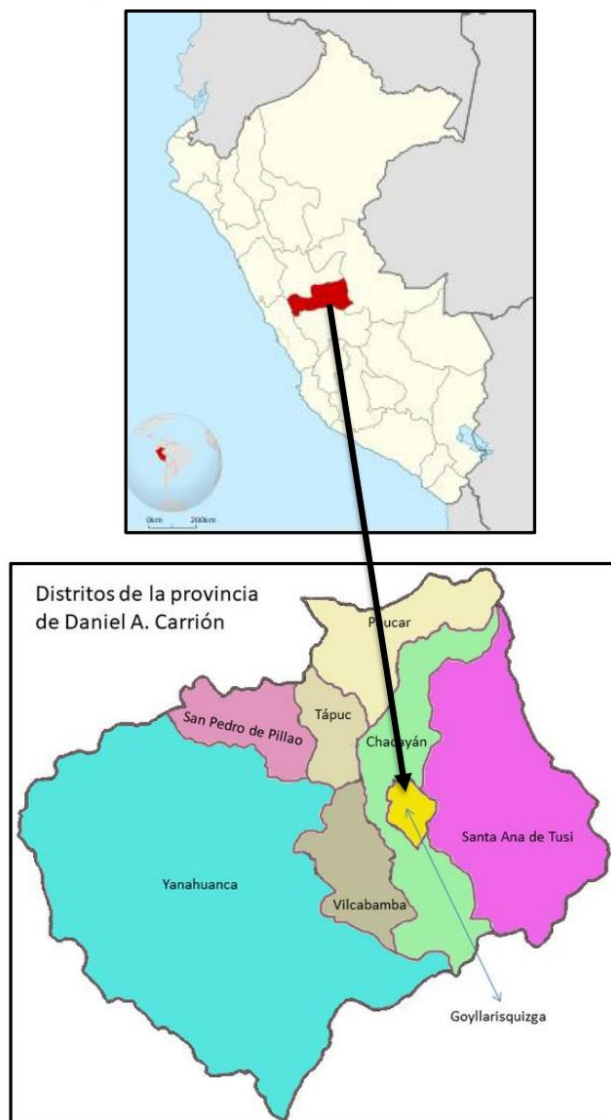 0km 200km
Distritos de la provincia
de Daniel A. Carrión
Paucar
San Pedro de Pillao
Tápuc
Chacayán
Santa Ana de Tusi
Yanahuanca
Vilcabamba
Goyllarisquizga